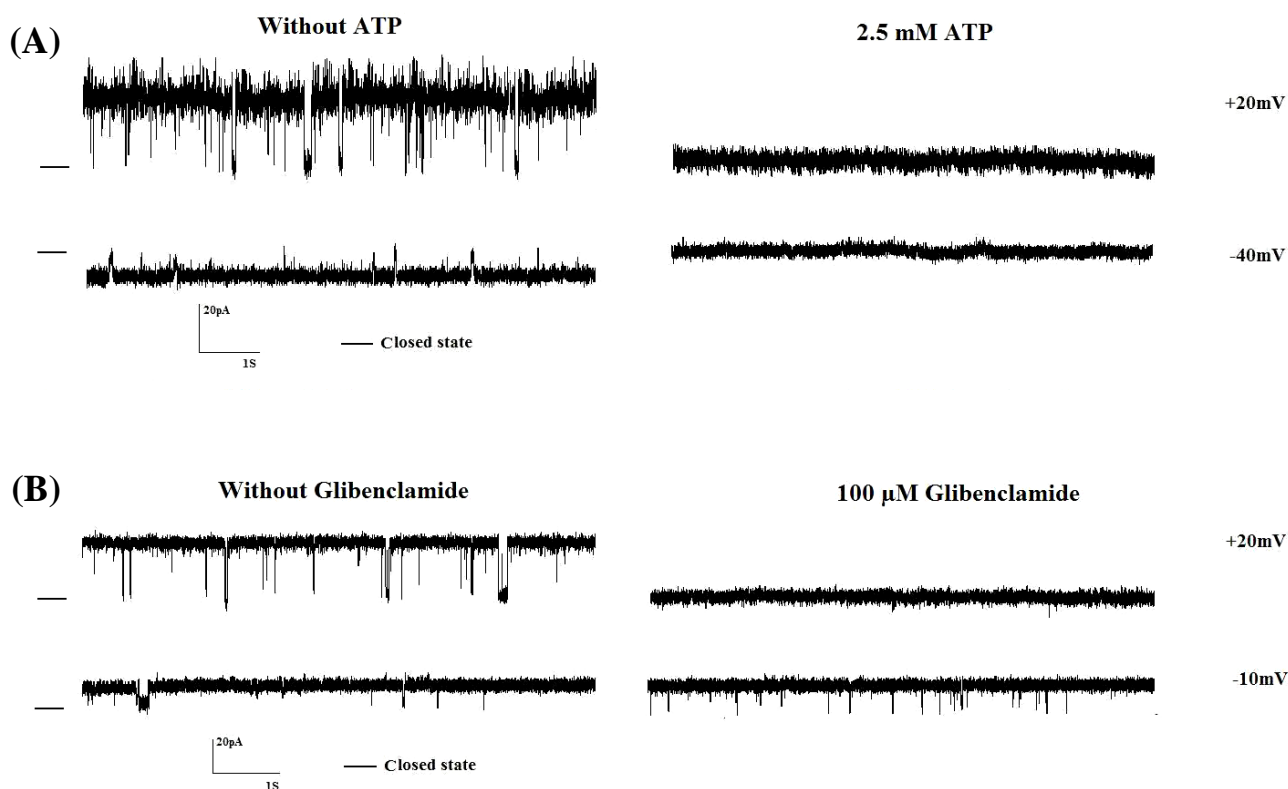 (A)
Without ATP
2.5 mM ATP
+20mV
-40mV
20pA
1S
Closed state
(B)
Without Glibenclamide
100 µM Glibenclamide
+20mV
-10mV
20pA
1S
Closed state